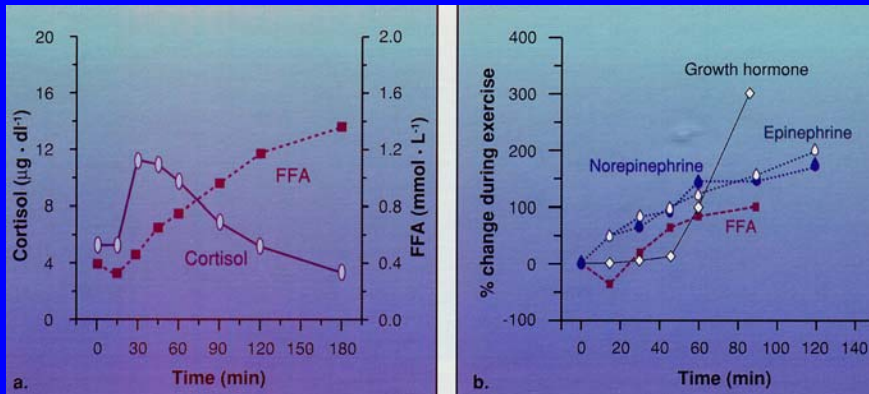 20
16
12
8
4
0
Cortisol (μg · dl⁻¹)
2.0
1.6
1.2
0.8
0.4
0.0
FFA (mmol · L⁻¹)
FFA
Cortisol
0 30 60 90 120 150 180
Time (min)
a.
400
300
200
100
0
-100
% change during exercise
Growth hormone
Epinephrine
Norepinephrine
FFA
0 20 40 60 80 100 120 140
Time (min)
b.